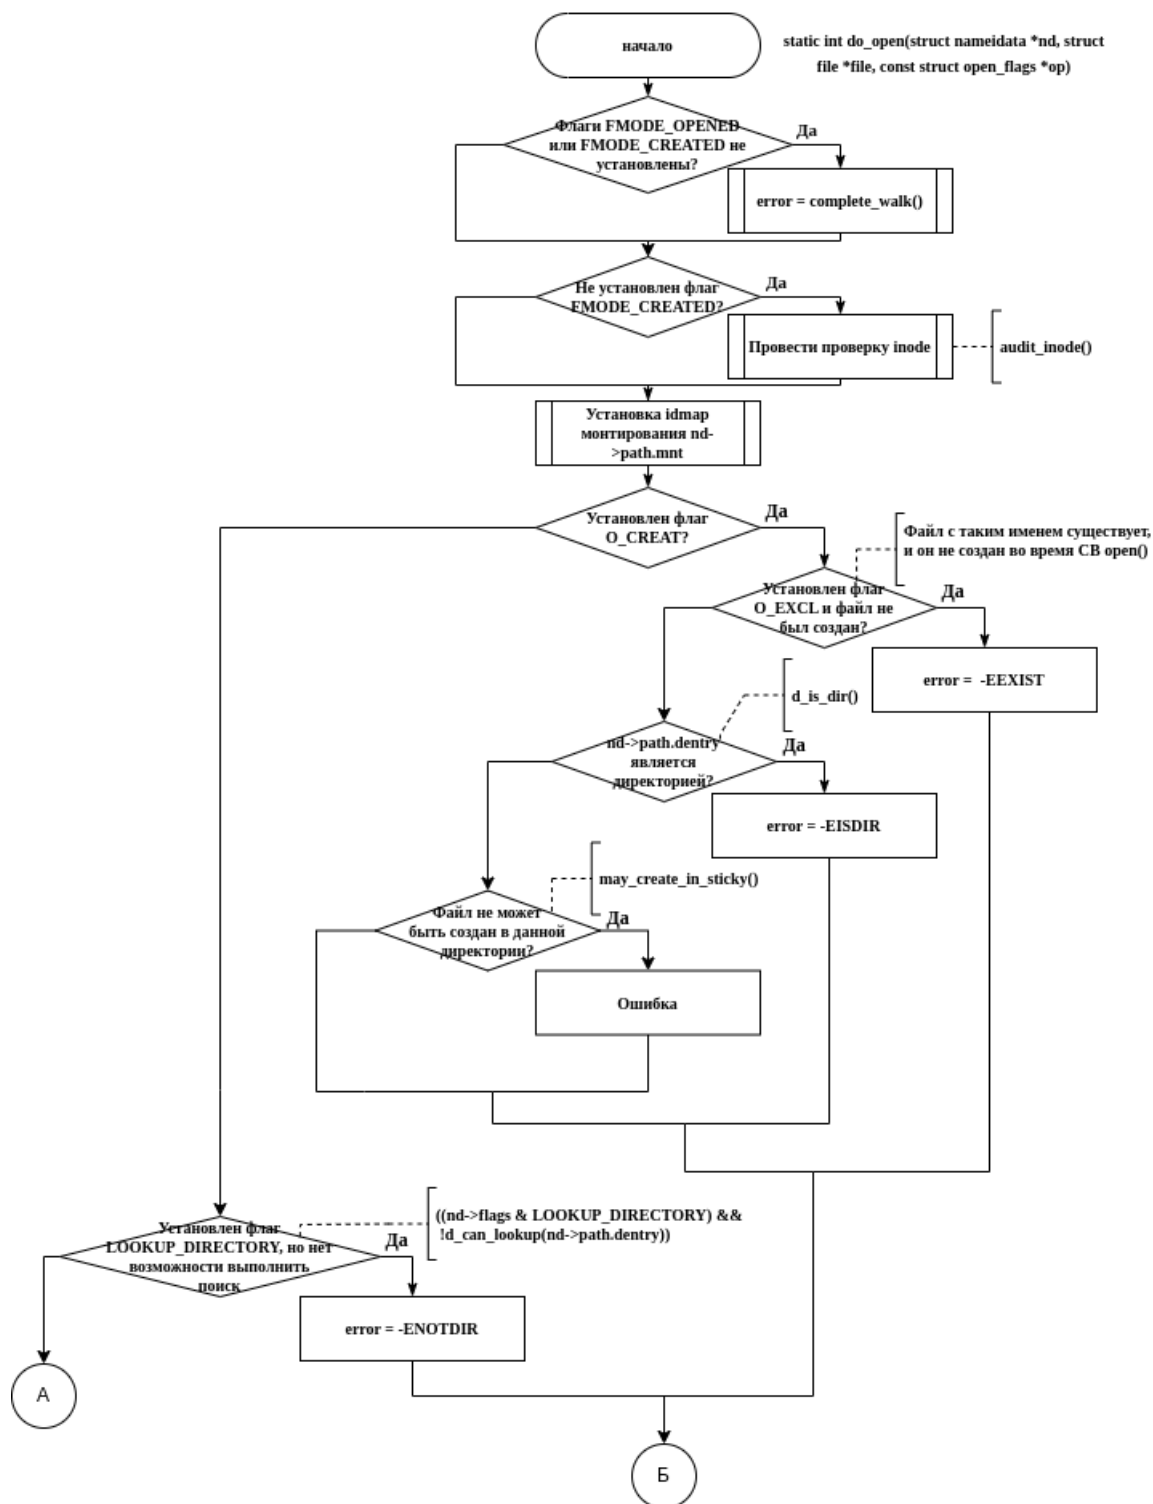 начало
static int do_open(struct nameidata *nd, struct
file *file, const struct open_flags *op)
Флаги FMODE_OPENED
или FMODE_CREATED не
установлены?
Да
error = complete_walk()
Не установлен флаг
FMODE_CREATED?
Да
Провести проверку inode
audit_inode()
Установка idmap
монтирования nd-
>path.mnt
Установлен флаг
O_CREAT?
Да
Файл с таким именем существует,
и он не создан во время СВ open()
Установлен флаг
O_EXCL и файл не
был создан?
Да
error =  -EEXIST
d_is_dir()
nd->path.dentry
является
директорией?
Да
error = -EISDIR
may_create_in_sticky()
Файл не может
быть создан в данной
директории?
Да
Ошибка
((nd->flags & LOOKUP_DIRECTORY) &&
!d_can_lookup(nd->path.dentry))
Установлен флаг
LOOKUP_DIRECTORY, но нет
возможности выполнить
поиск
Да
error = -ENOTDIR
А
Б